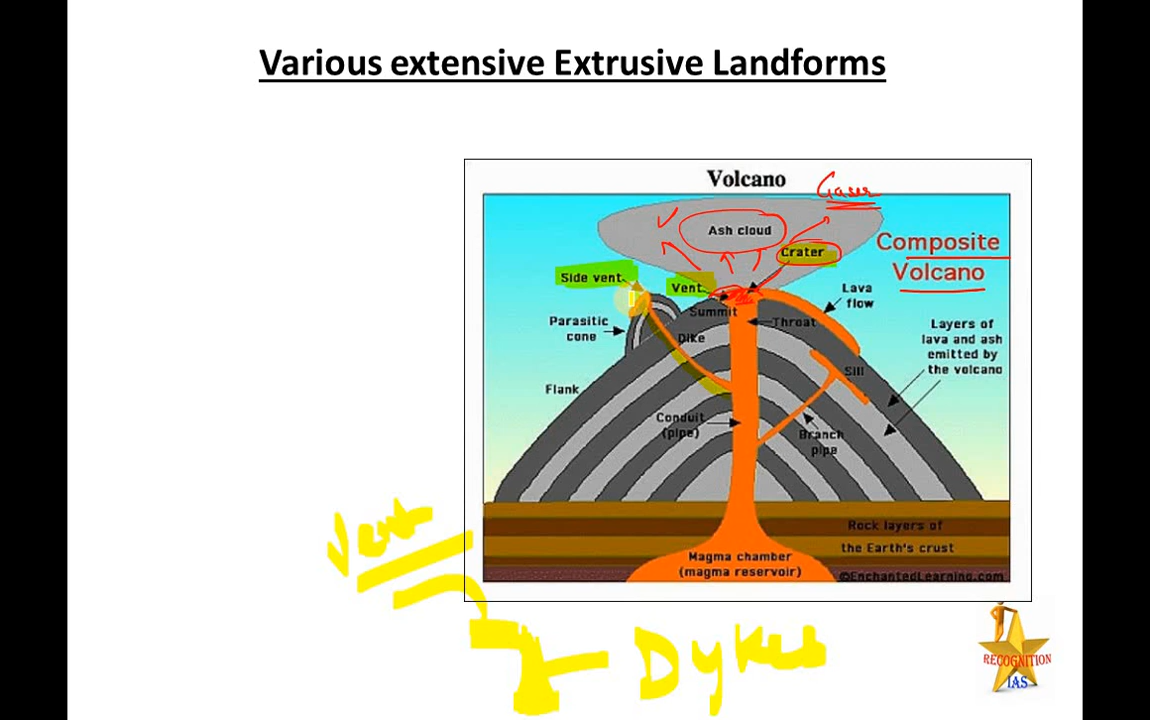 Various extensive Extrusive Landforms
Volcano
Gases
Ash cloud
Composite
Volcano
Crater
Side vent
Vent
Lava
flow
Summit
Throat
Parasitic
cone
Dike
Layers of
lava and ash
emitted by
the volcano
Sill
Flank
Conduit
(pipe)
Branch
pipe
Vent
Rock layers of
the Earth's crust
Magma chamber
(magma reservoir)
©EnchantedLearning.com
Dykes
RECOGNITION
IAS